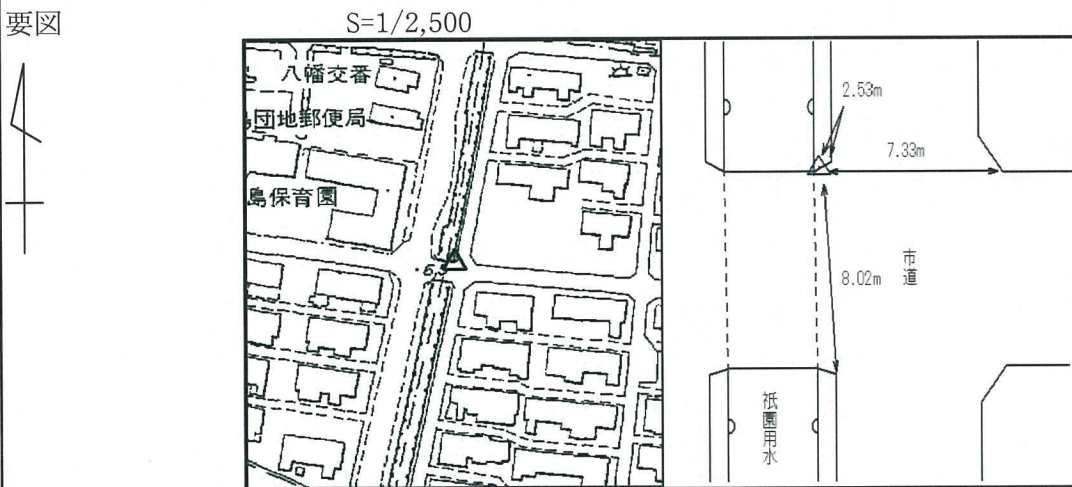 要図
S=1/2,500
八幡交番
団地郵便局
島保育園
2.53m
7.33m
8.02m
市道
祇園用水